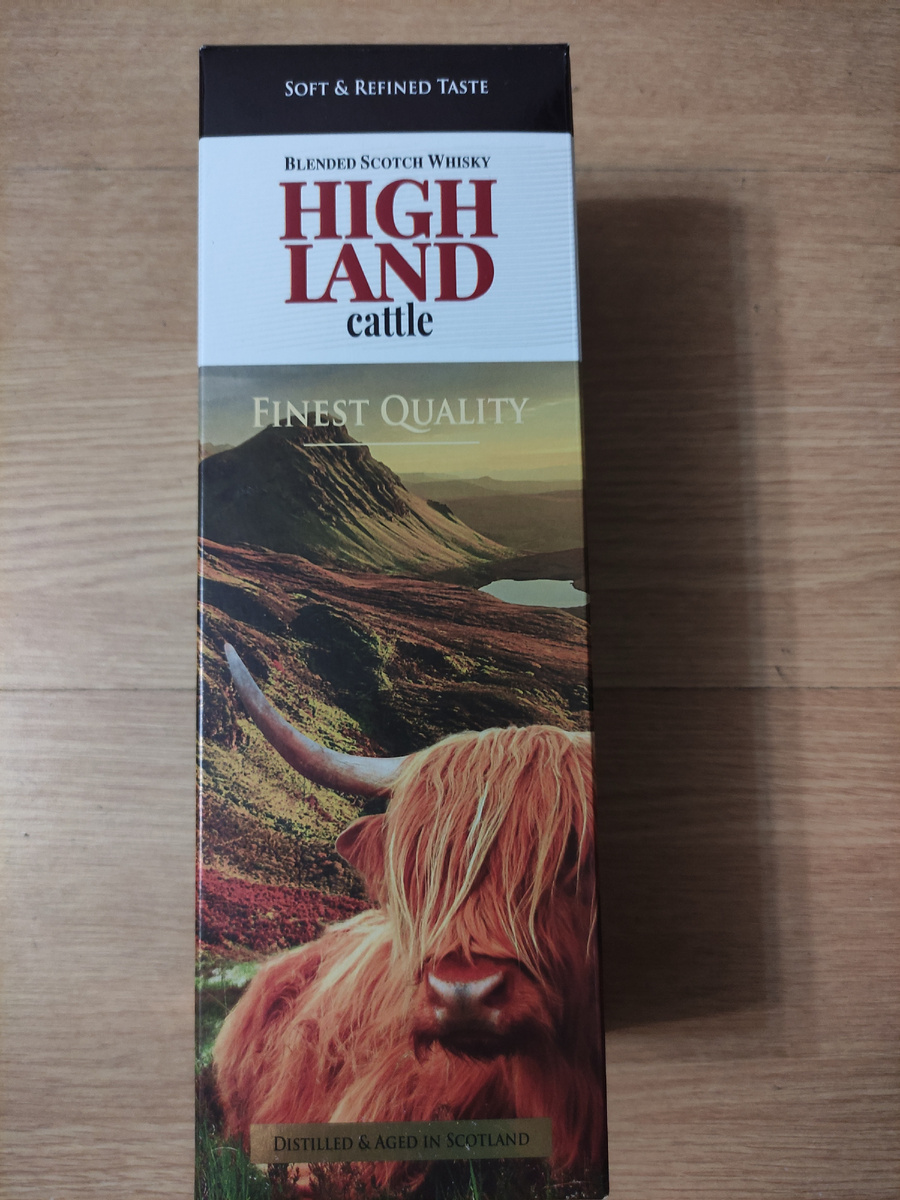 SOFT & REFINED TASTE
BLENDED SCOTCH WHISKY
HIGH
LAND
cattle
FINEST QUALITY
DISTILLED & AGED IN SCOTLAND